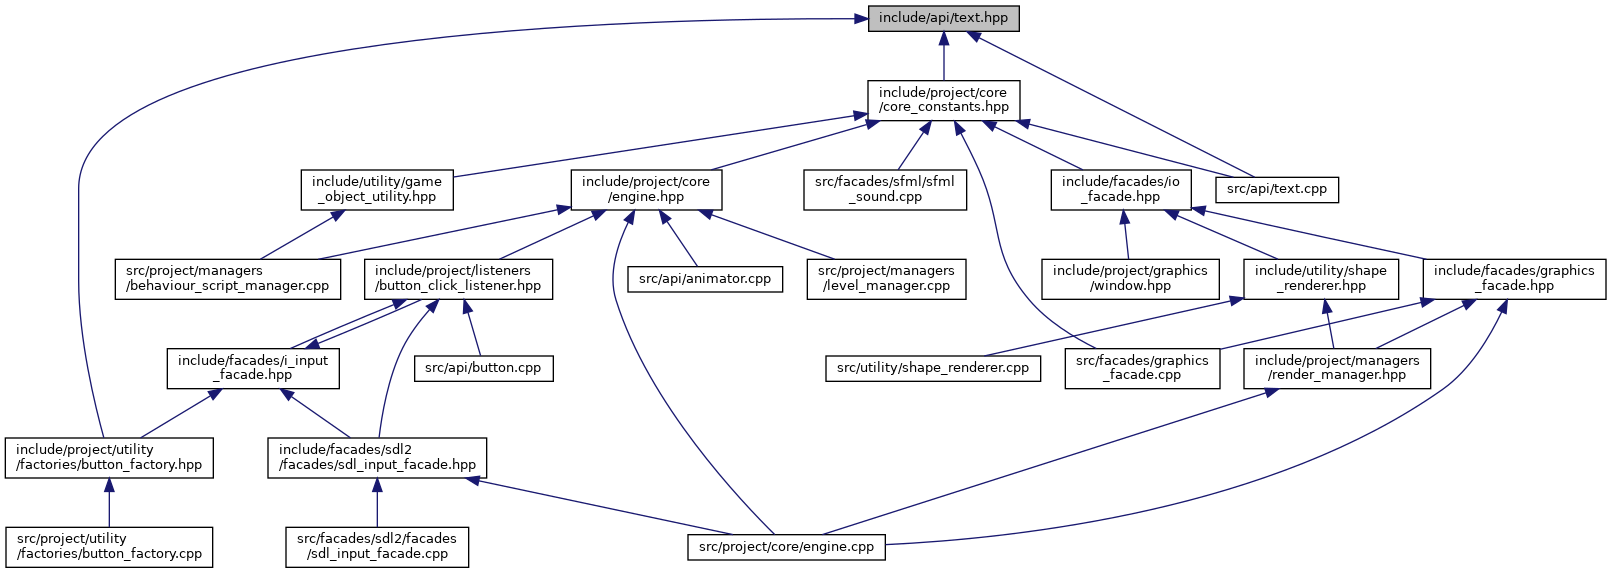 include/api/text.hpp
include/project/core
/core_constants.hpp
include/utility/game
_object_utility.hpp
include/project/core
/engine.hpp
src/facades/sfml/sfml
_sound.cpp
include/facades/io
_facade.hpp
src/api/text.cpp
src/project/managers
/behaviour_script_manager.cpp
include/project/listeners
/button_click_listener.hpp
src/api/animator.cpp
src/project/managers
/level_manager.cpp
include/project/graphics
/window.hpp
include/utility/shape
_renderer.hpp
include/facades/graphics
_facade.hpp
include/facades/i_input
_facade.hpp
src/api/button.cpp
src/utility/shape_renderer.cpp
src/facades/graphics
_facade.cpp
include/project/managers
/render_manager.hpp
include/project/utility
/factories/button_factory.hpp
include/facades/sdl2
/facades/sdl_input_facade.hpp
src/project/utility
/factories/button_factory.cpp
src/facades/sdl2/facades
/sdl_input_facade.cpp
src/project/core/engine.cpp